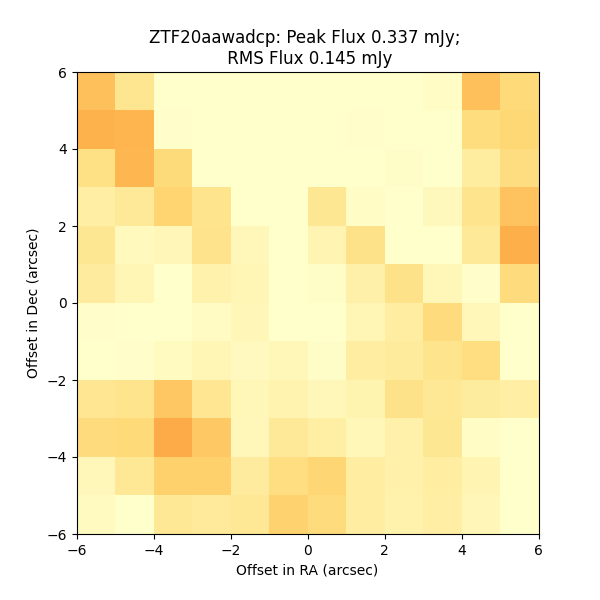 ZTF20aawadcp: Peak Flux 0.337 mJy;
RMS Flux 0.145 mJy
6
4
2
0
−2
−4
−6
Offset in Dec (arcsec)
−6 −4 −2 0 2 4 6
Offset in RA (arcsec)